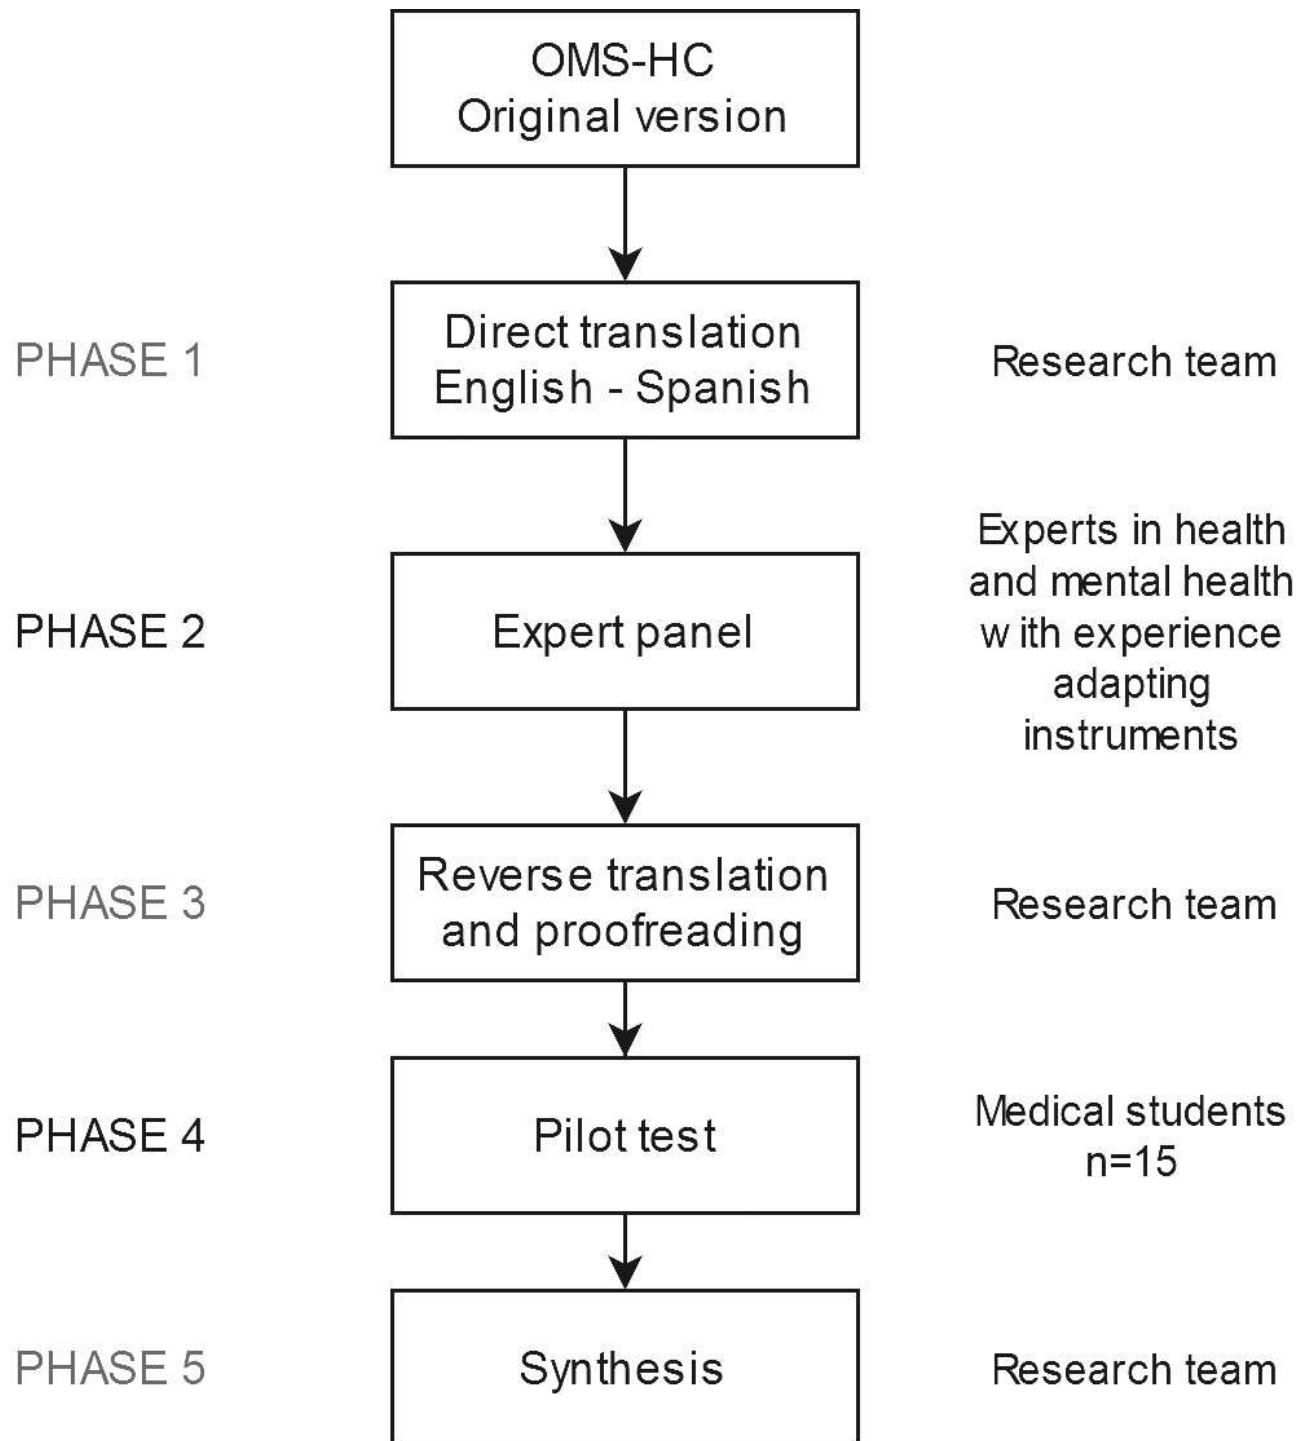 OMS-HC
Original version
PHASE 1
Direct translation
English - Spanish
Research team
PHASE 2
Expert panel
Experts in health
and mental health
with experience
adapting
instruments
PHASE 3
Reverse translation
and proofreading
Research team
PHASE 4
Pilot test
Medical students
n=15
PHASE 5
Synthesis
Research team